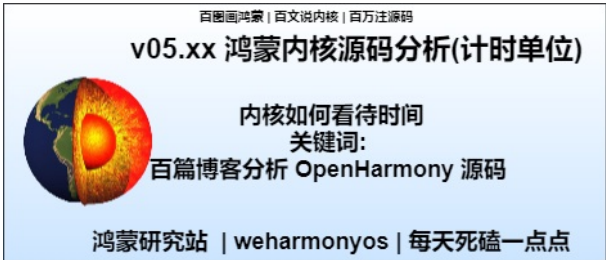 百图画鸿蒙 | 百文说内核 | 百万注源码
v05.xx 鸿蒙内核源码分析(计时单位)
内核如何看待时间
关键词:
百篇博客分析 OpenHarmony 源码
鸿蒙研究站 | weharmonyos | 每天死磕一点点